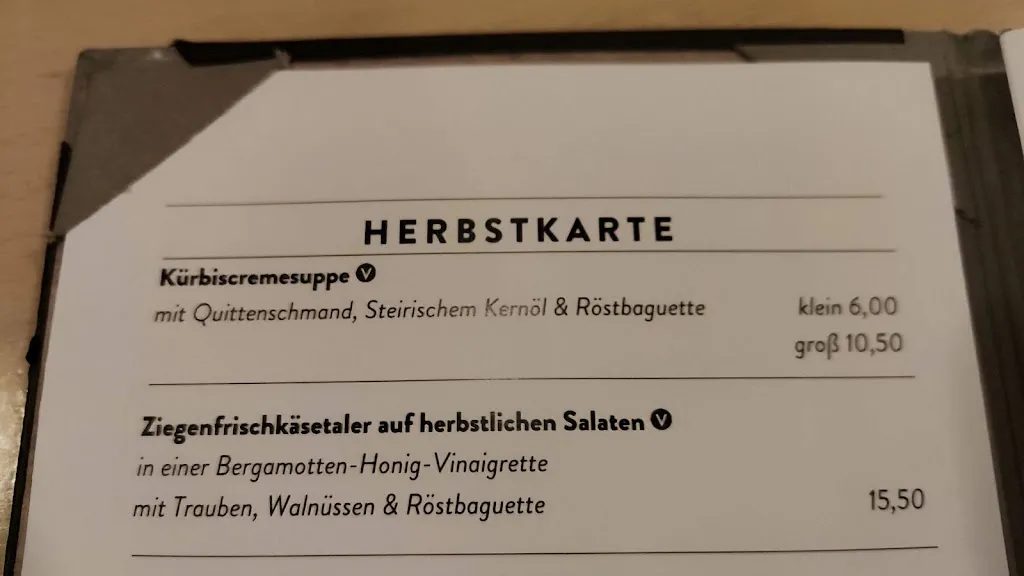 HERBSTKARTE
Kürbiscremesuppe V
mit Quittenschmand, Steirischem Kernöl & Röstbaguette klein 6,00
groß 10,50
Ziegenfrischkäsetaler auf herbstlichen Salaten V
in einer Bergamotten-Honig-Vinaigrette
mit Trauben, Walnüssen & Röstbaguette 15,50